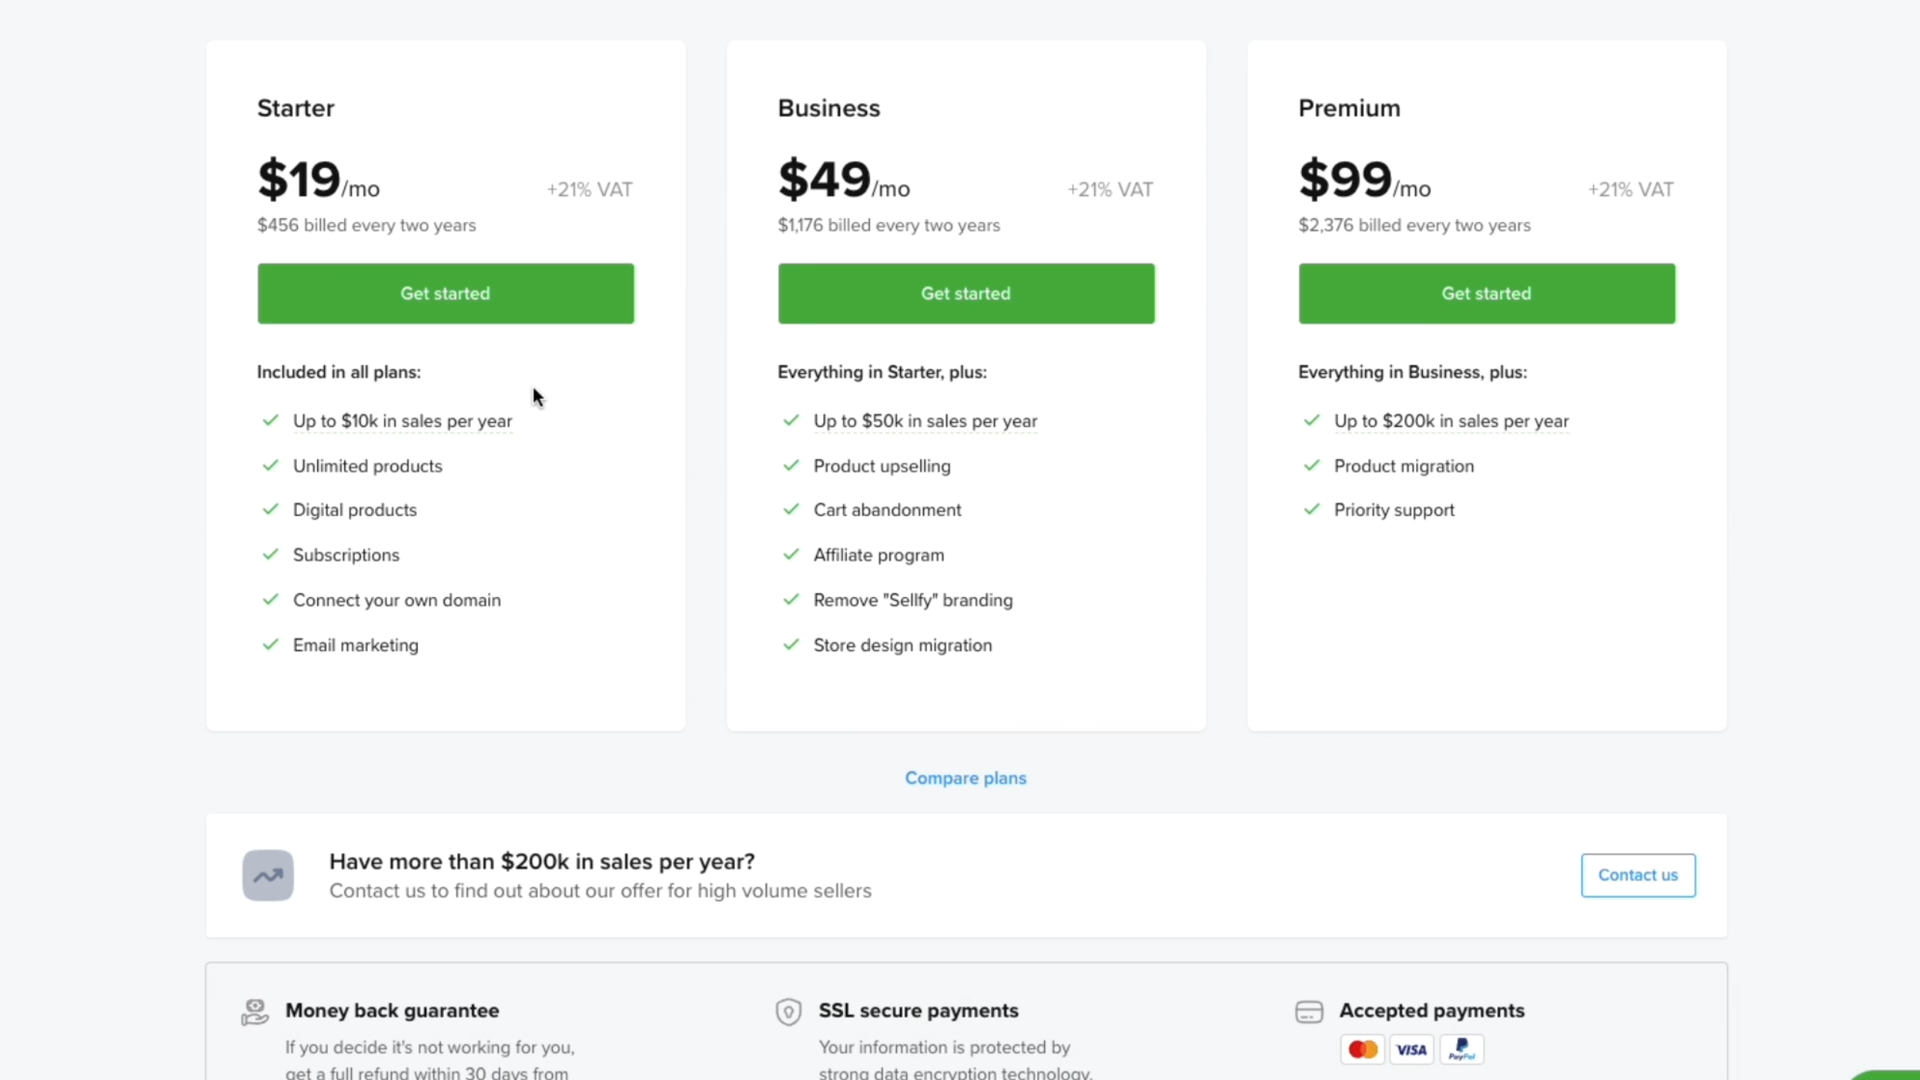 Starter
$19/mo +21% VAT
$456 billed every two years
Get started
Included in all plans:
Up to $10k in sales per year
Unlimited products
Digital products
Subscriptions
Connect your own domain
Email marketing
Business
$49/mo +21% VAT
$1,176 billed every two years
Get started
Everything in Starter, plus:
Up to $50k in sales per year
Product upselling
Cart abandonment
Affiliate program
Remove "Sellfy" branding
Store design migration
Premium
$99/mo +21% VAT
$2,376 billed every two years
Get started
Everything in Business, plus:
Up to $200k in sales per year
Product migration
Priority support
Compare plans
Have more than $200k in sales per year?
Contact us to find out about our offer for high volume sellers
Contact us
Money back guarantee
If you decide it's not working for you,
get a full refund within 30 days from
SSL secure payments
Your information is protected by
strong data encryption technology.
Accepted payments
VISA PayPal